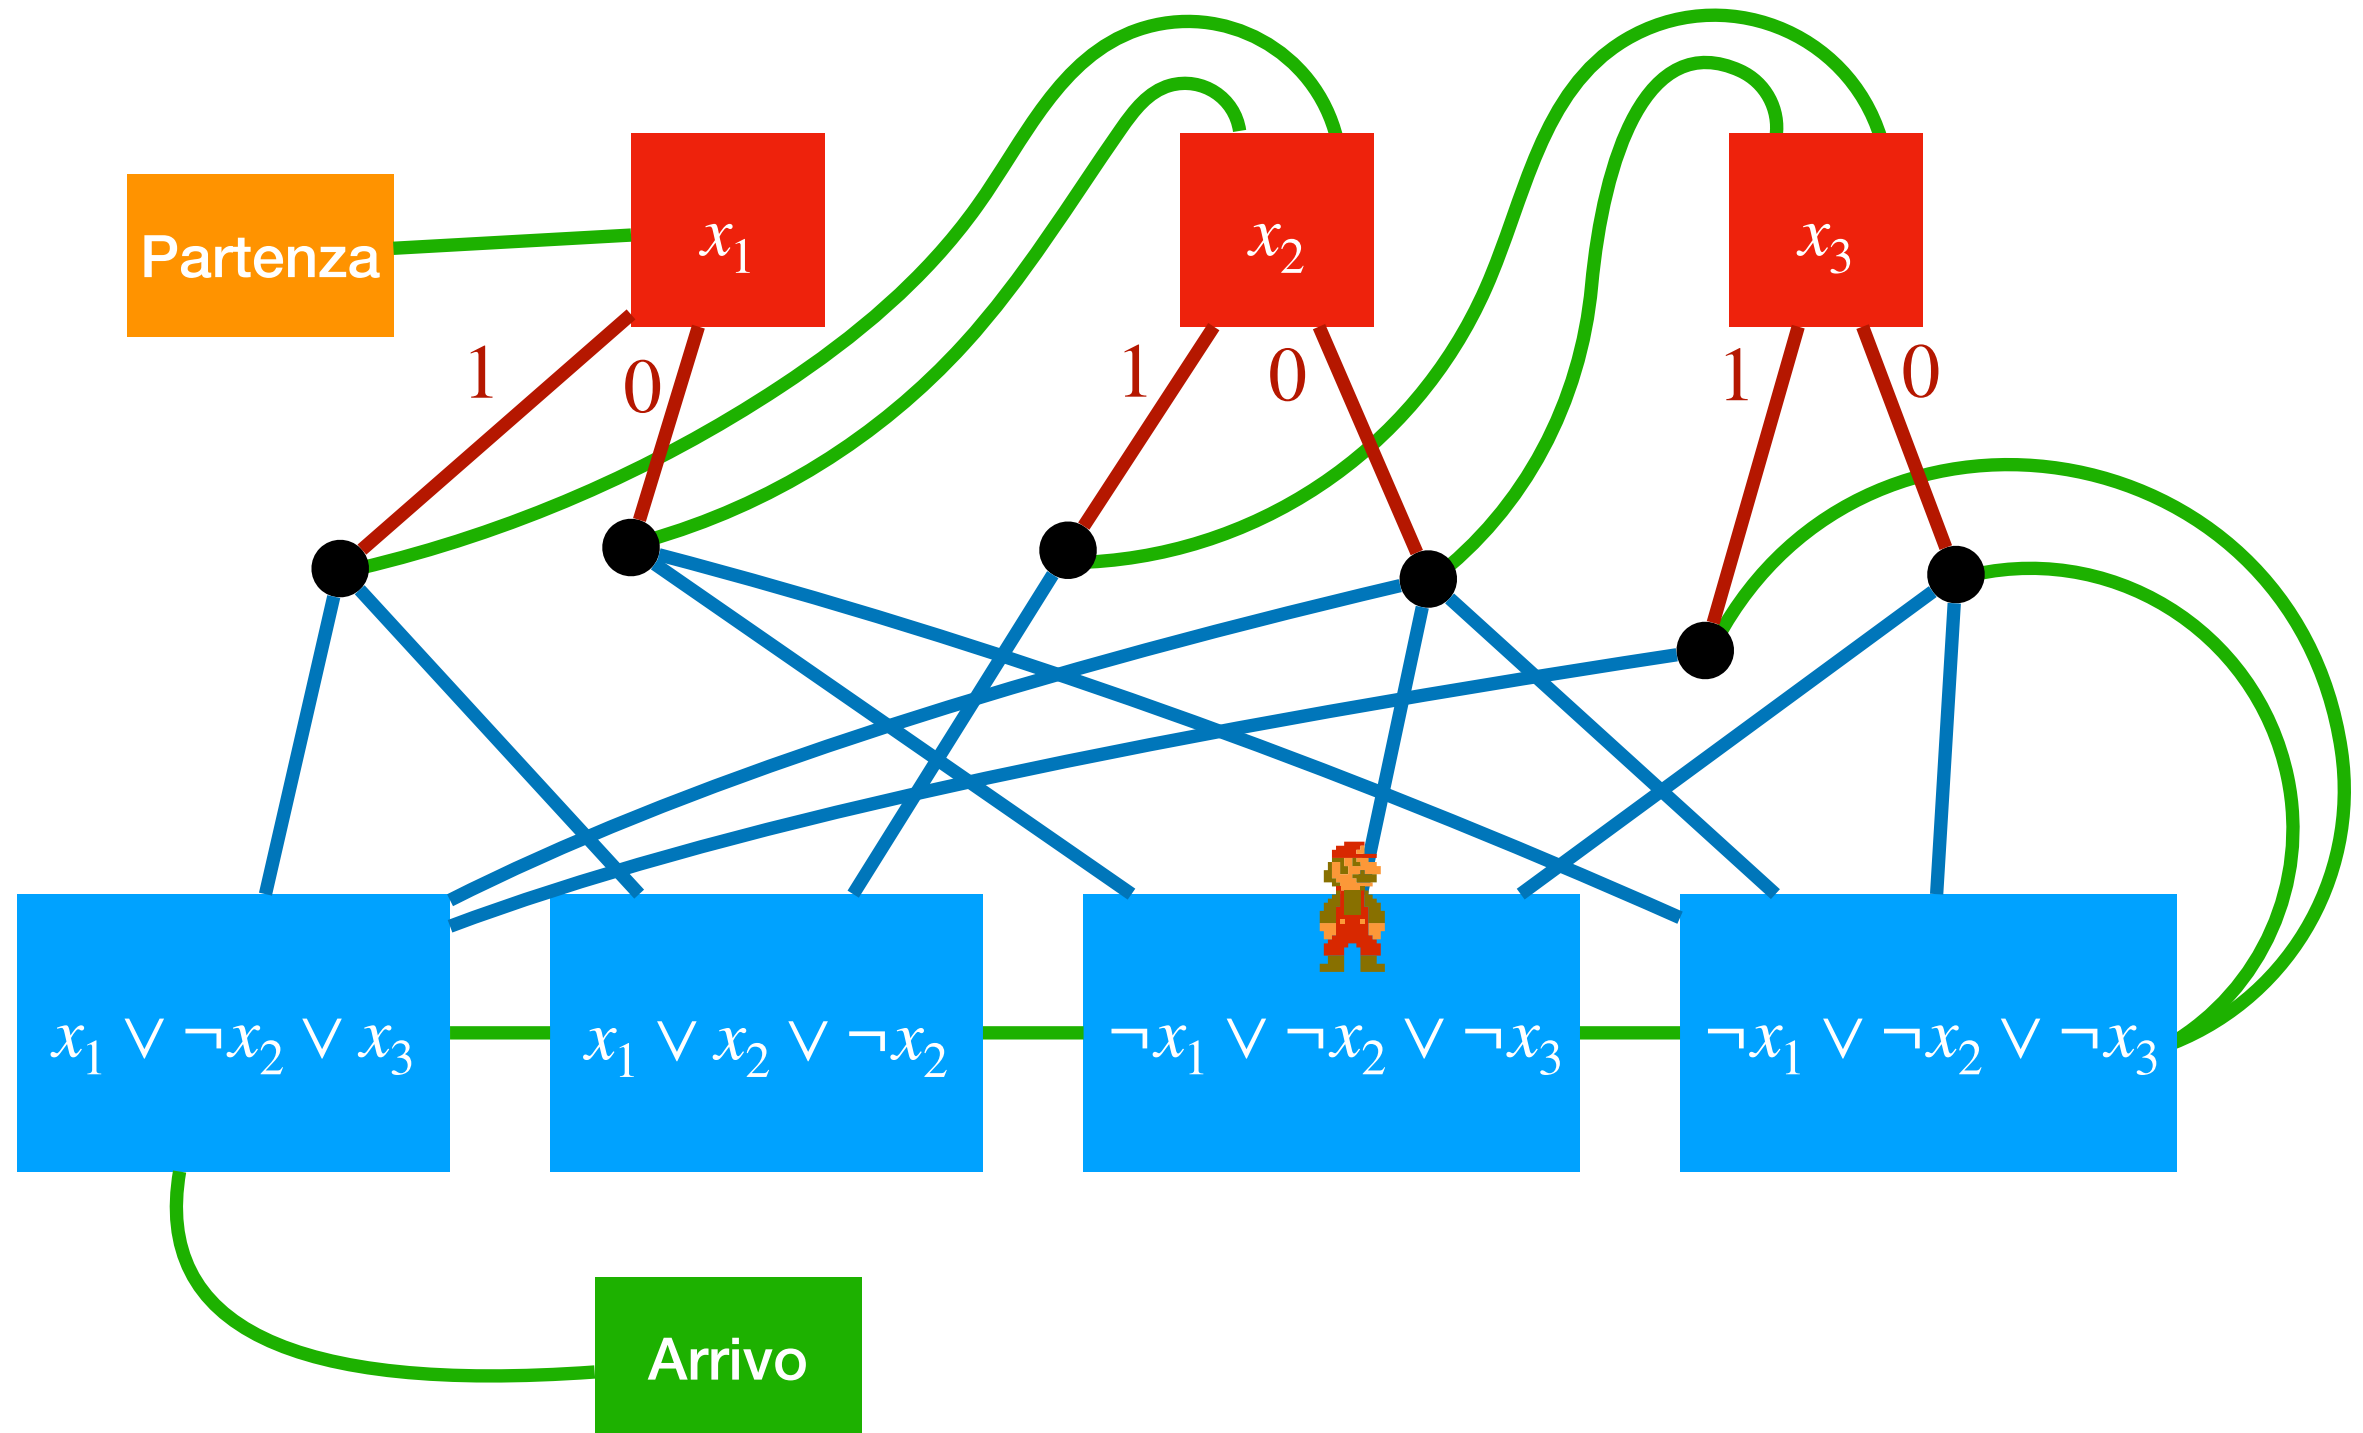 Partenza
x₁
x₂
x₃
1
0
1
0
1
0
x₁ ∨ ¬x₂ ∨ x₃
x₁ ∨ x₂ ∨ ¬x₂
¬x₁ ∨ ¬x₂ ∨ ¬x₃
¬x₁ ∨ ¬x₂ ∨ ¬x₃
Arrivo